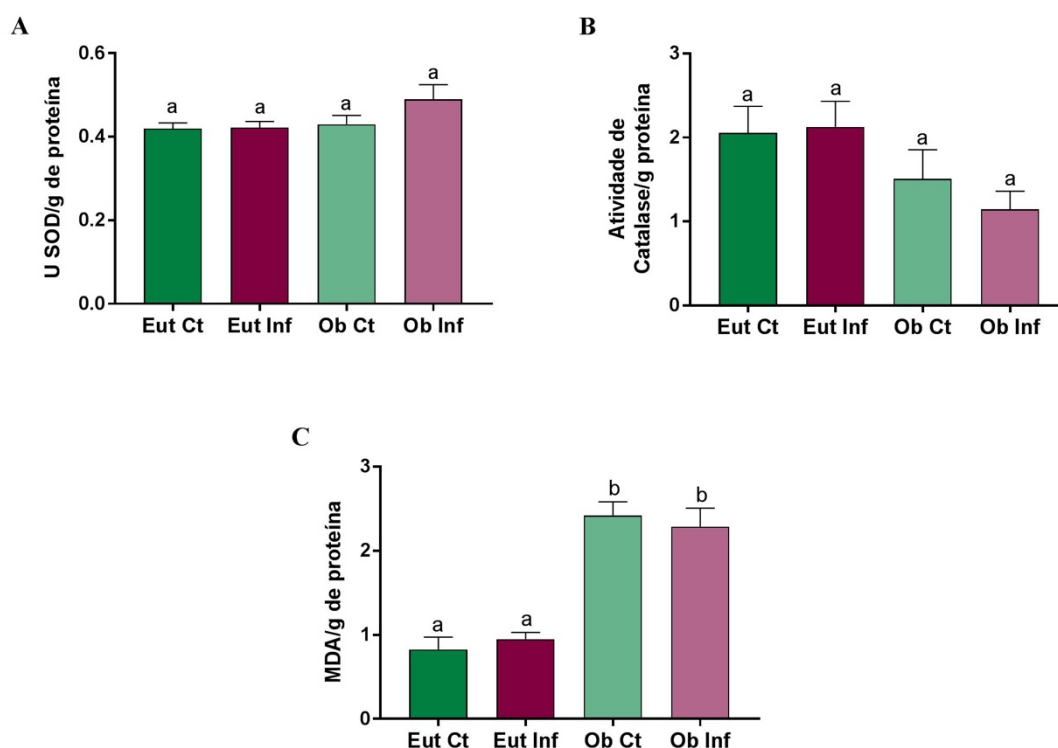 A
U SOD/g de proteína
0.6
0.4
0.2
0.0
a
a
a
a
Eut Ct
Eut Inf
Ob Ct
Ob Inf
B
Atividade de
Catalase/g proteína
3
2
1
0
a
a
a
a
Eut Ct
Eut Inf
Ob Ct
Ob Inf
C
MDA/g de proteína
3
2
1
0
a
a
b
b
Eut Ct
Eut Inf
Ob Ct
Ob Inf